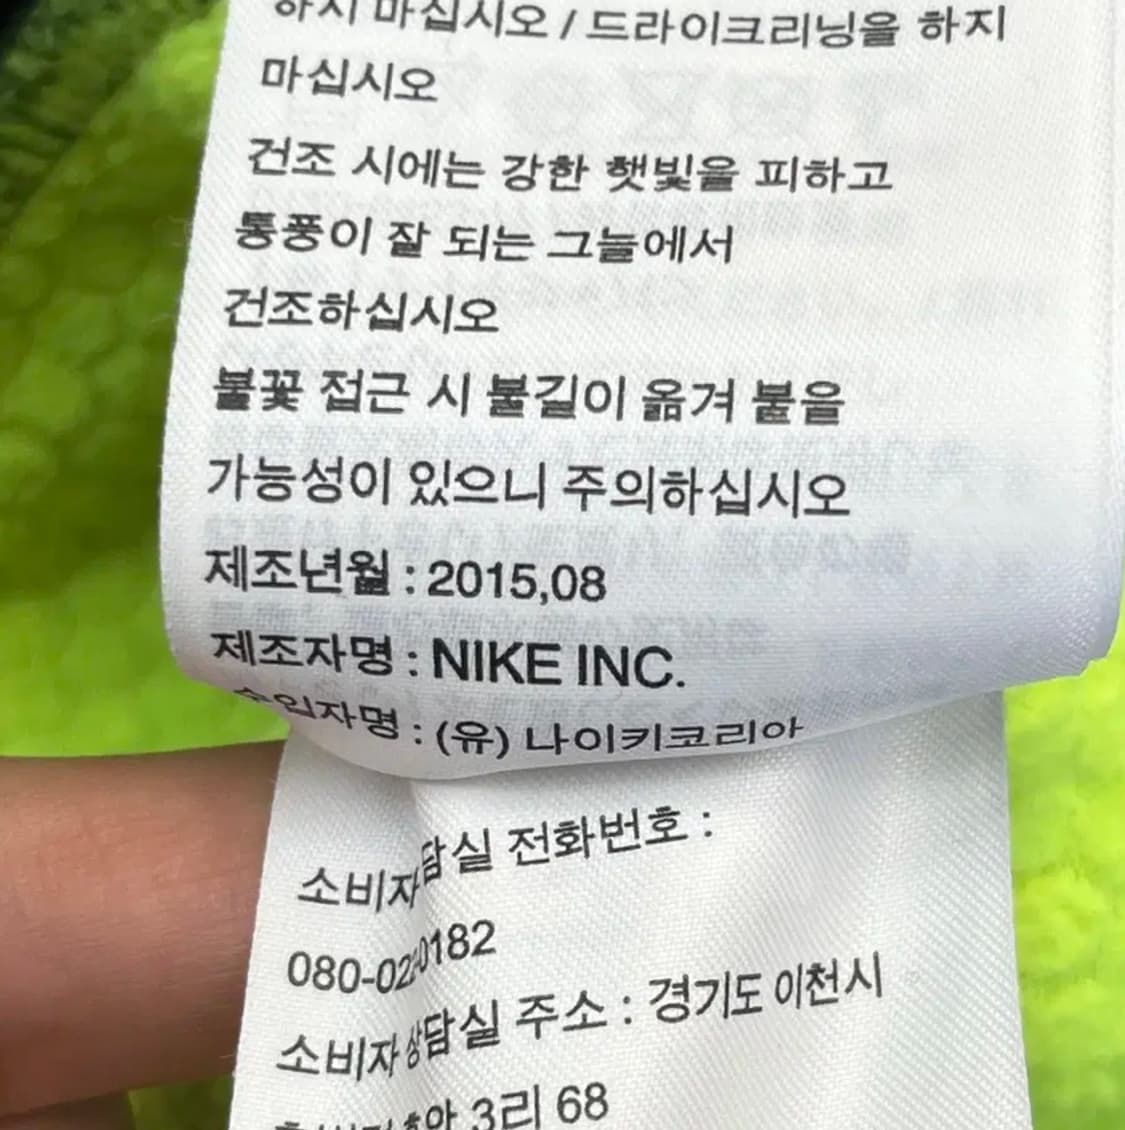 하지 마십시오 / 드라이크리닝을 하지
마십시오
건조 시에는 강한 햇빛을 피하고
통풍이 잘 되는 그늘에서
건조하십시오
불꽃 접근 시 불길이 옮겨 붙을
가능성이 있으니 주의하십시오
제조년월 : 2015,08
제조자명 : NIKE INC.
수입자명 : (유) 나이키코리아
소비자 담실 전화번호 :
소비자상담실 주소 : 경기도 이천시
3리 68